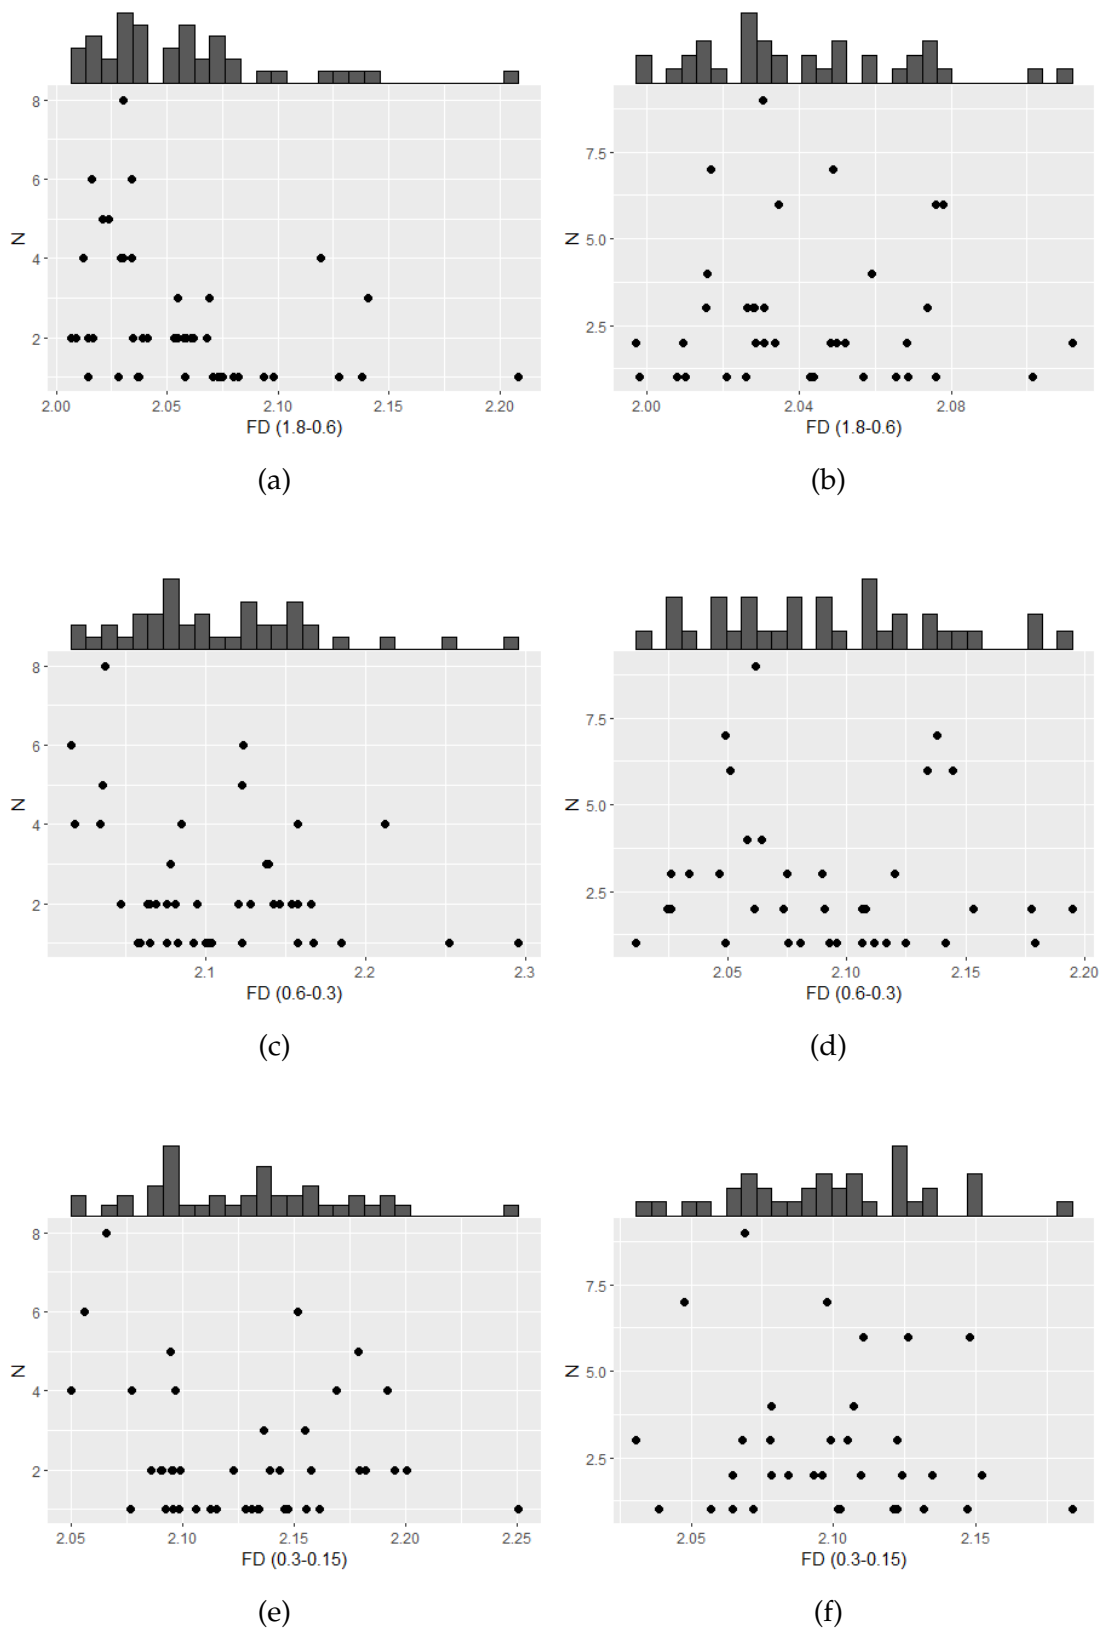 8
6
4
2
N
2.00 2.05 2.10 2.15 2.20
FD (1.8-0.6)
(a)
7.5
5.0
2.5
N
2.00 2.04 2.08
FD (1.8-0.6)
(b)
8
6
4
2
N
2.1 2.2 2.3
FD (0.6-0.3)
(c)
7.5
5.0
2.5
N
2.05 2.10 2.15 2.20
FD (0.6-0.3)
(d)
8
6
4
2
N
2.05 2.10 2.15 2.20 2.25
FD (0.3-0.15)
(e)
7.5
5.0
2.5
N
2.05 2.10 2.15
FD (0.3-0.15)
(f)